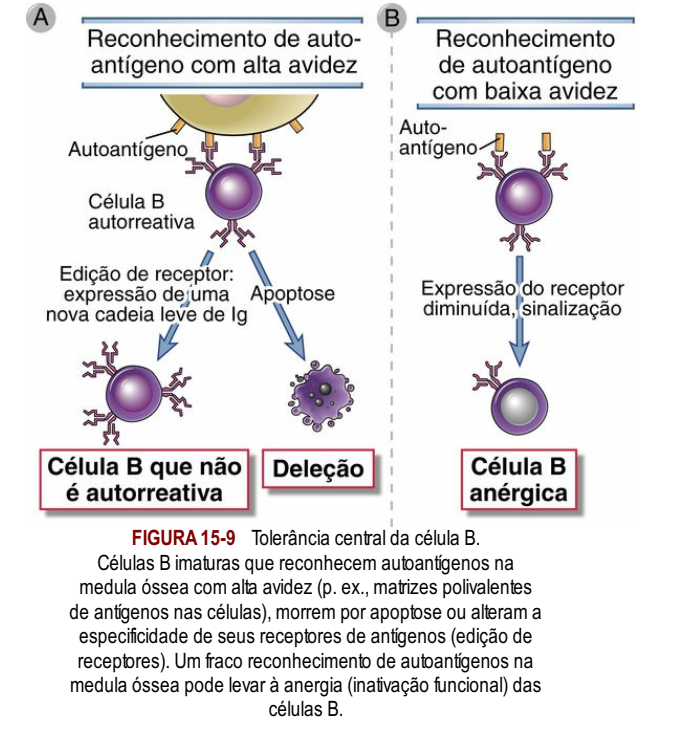 A
Reconhecimento de auto-
antígeno com alta avidez
Autoantígeno
Célula B
autorreativa
Edição de receptor:
expressão de uma
nova cadeia leve de Ig
Apoptose
Célula B que não
é autorreativa
Deleção
B
Reconhecimento
de autoantígeno
com baixa avidez
Auto-
antígeno
Expressão do receptor
diminuída, sinalização
Célula B
anérgica
FIGURA 15-9 Tolerância central da célula B.
Células B imaturas que reconhecem autoantígenos na
medula óssea com alta avidez (p. ex., matrizes polivalentes
de antígenos nas células), morrem por apoptose ou alteram a
especificidade de seus receptores de antígenos (edição de
receptores). Um fraco reconhecimento de autoantígenos na
medula óssea pode levar à anergia (inativação funcional) das
células B.